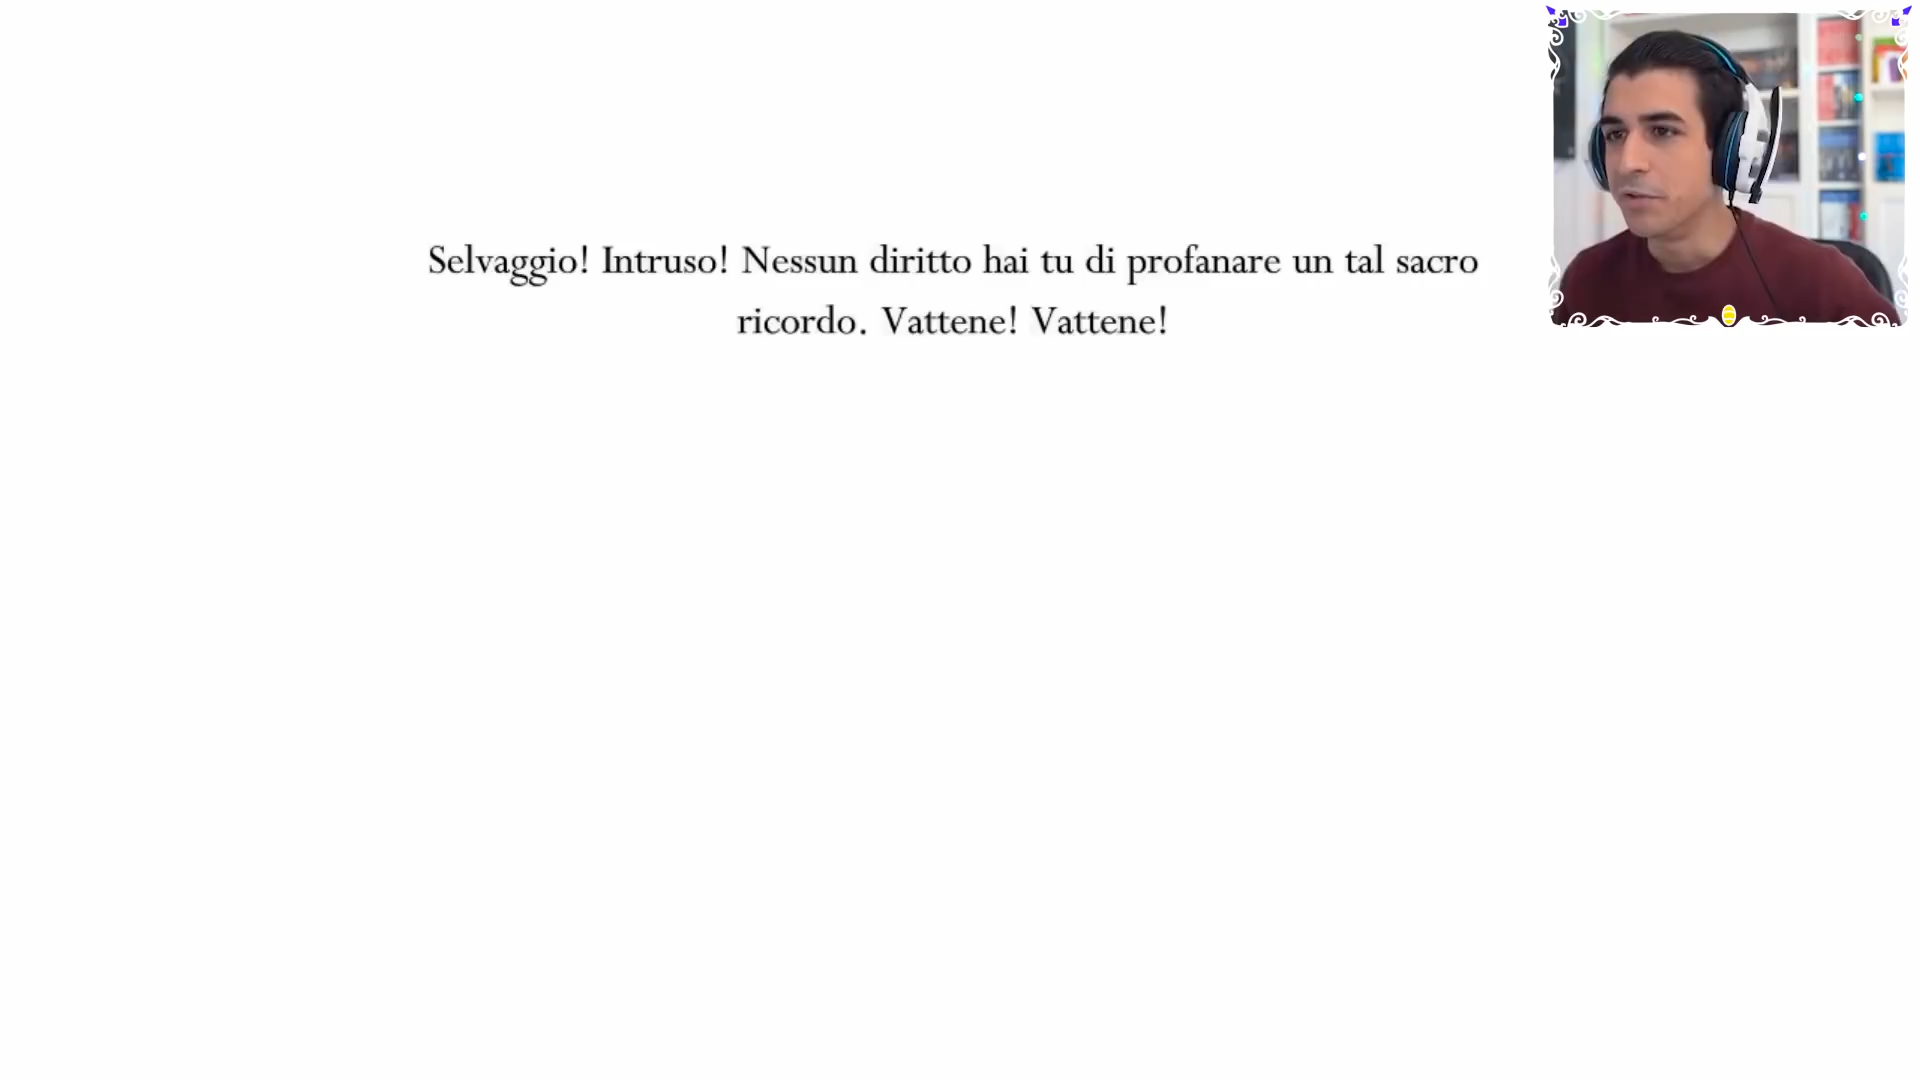 Selvaggio! Intruso! Nessun diritto hai tu di profanare un tal sacro
ricordo. Vattene! Vattene!